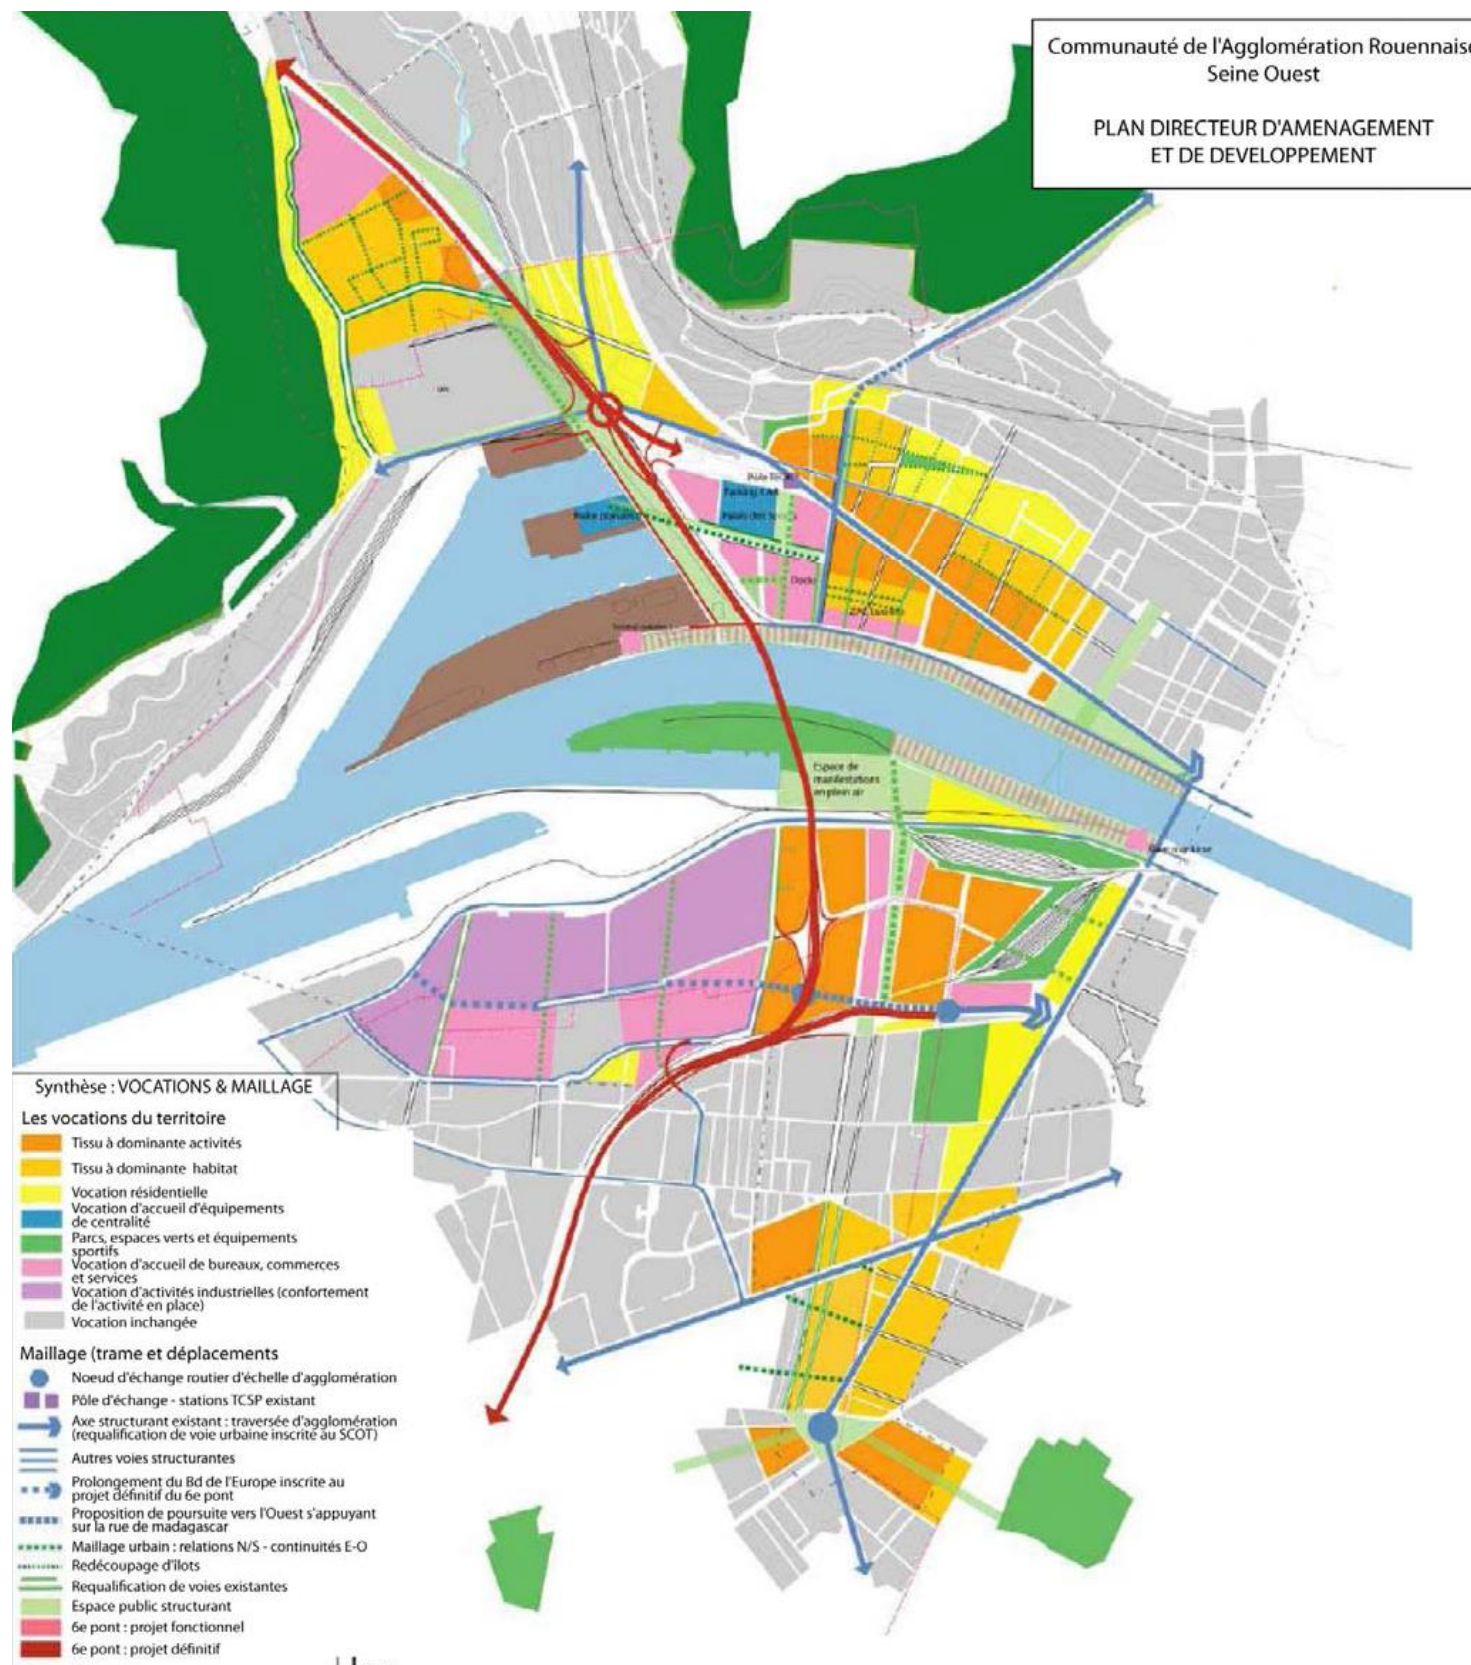 Communauté de l'Agglomération Rouennaise
Seine Ouest
PLAN DIRECTEUR D'AMENAGEMENT
ET DE DEVELOPPEMENT
Espace de
manifestations
en plein air
Synthèse : VOCATIONS & MAILLAGE
Les vocations du territoire
Tissu à dominante activités
Tissu à dominante habitat
Vocation résidentielle
Vocation d'accueil d'équipements
de centralité
Parcs, espaces verts et équipements
sportifs
Vocation d'accueil de bureaux, commerces
et services
Vocation d'activités industrielles (confortement
de l'activité en place)
Vocation inchangée
Maillage (trame et déplacements
Noeud d'échange routier d'échelle d'agglomération
Pôle d'échange - stations TCSP existant
Axe structurant existant : traversée d'agglomération
(requalification de voie urbaine inscrite au SCOT)
Autres voies structurantes
Prolongement du Bd de l'Europe inscrite au
projet définitif du 6e pont
Proposition de poursuite vers l'Ouest s'appuyant
sur la rue de madagascar
Maillage urbain : relations N/S - continuités E-O
Redécoupage d'îlots
Requalification de voies existantes
Espace public structurant
6e pont : projet fonctionnel
6e pont : projet définitif